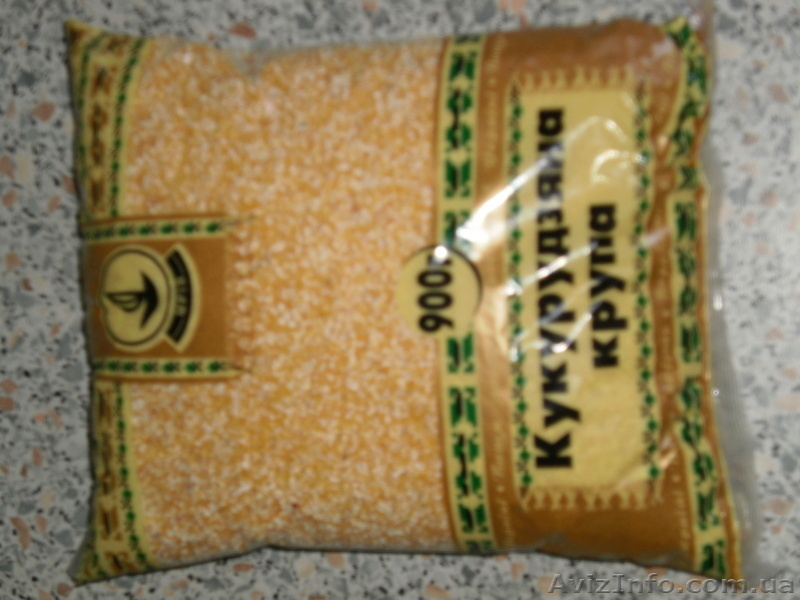 Кукурудзяна
крупа
900г
AvizInfo.com.ua